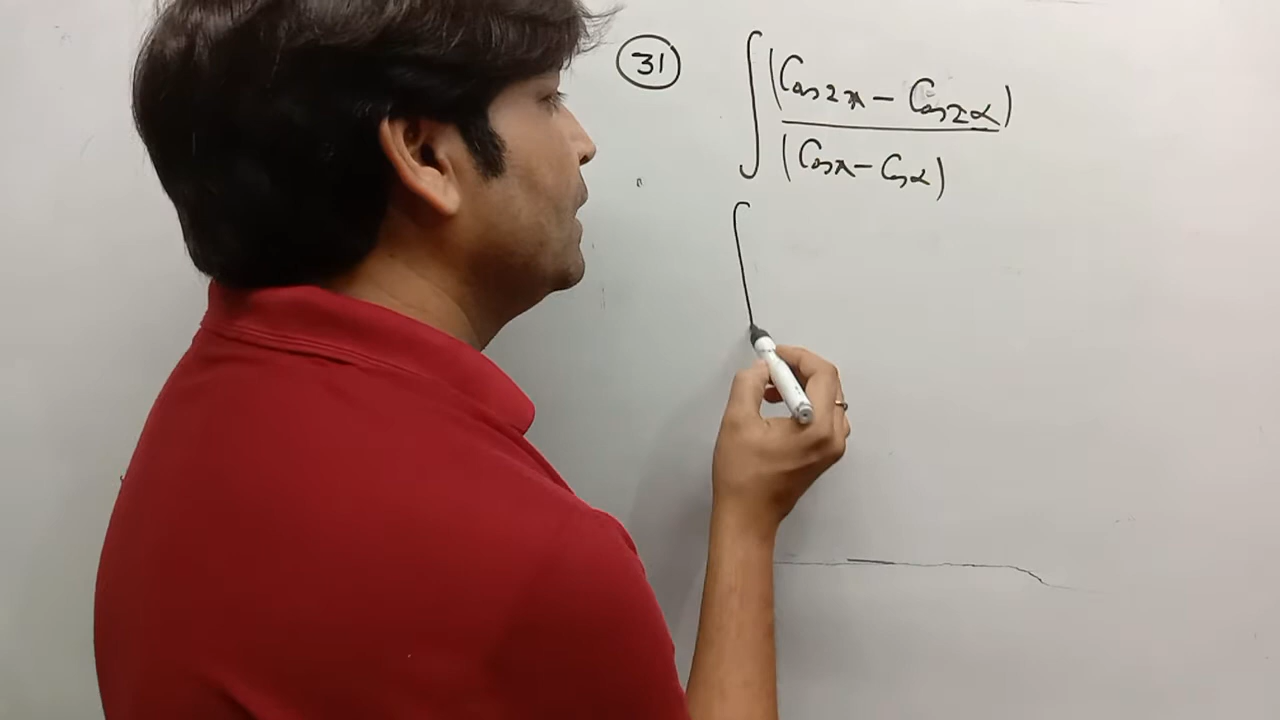 31
∫ (Cos2x − Cos2α)
(Cosx − Cosα)
∫